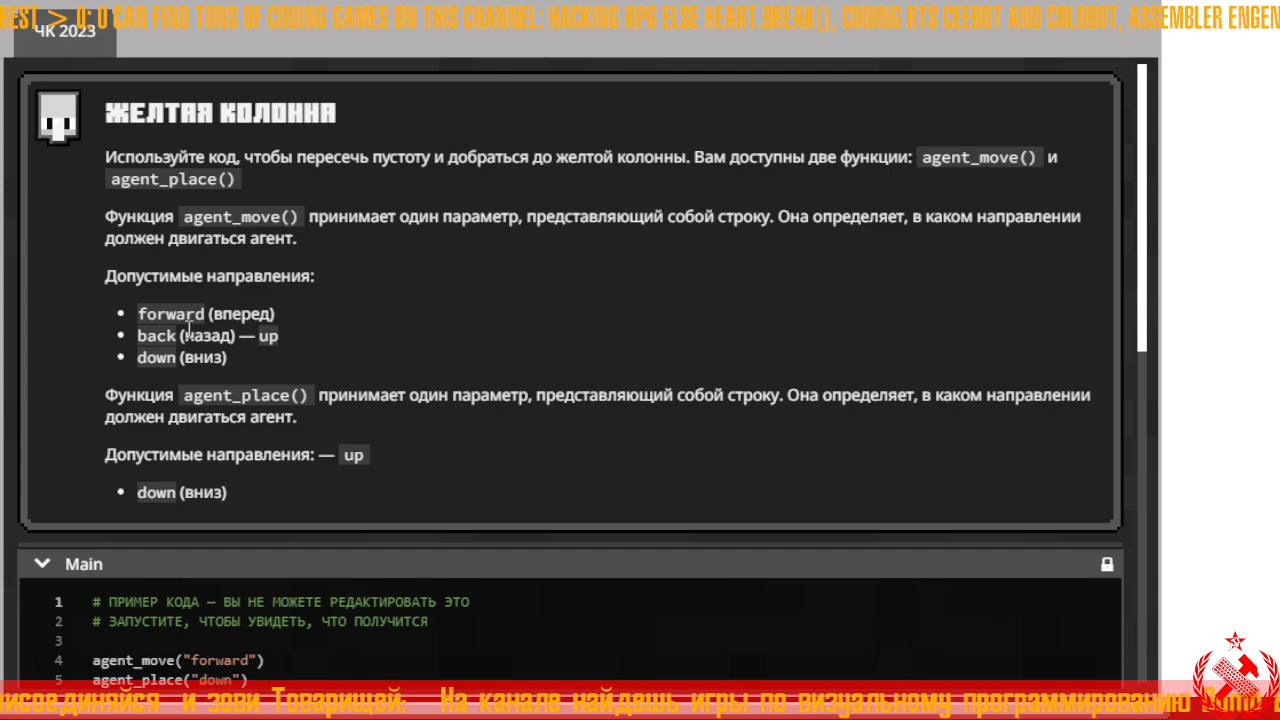 REST_> Q: U CAN FIND TONS OF CODING GAMES ON THIS CHANNEL: HACKING RPG ELSE HEART.BREAK(), CODING RTS CEEBOT AND COLOBOT, ASSEMBLER ENGEN
ЧК 2023
ЖЕЛТАЯ КОЛОННА
Используйте код, чтобы пересечь пустоту и добраться до желтой колонны. Вам доступны две функции: agent_move() и
agent_place()
Функция agent_move() принимает один параметр, представляющий собой строку. Она определяет, в каком направлении
должен двигаться агент.
Допустимые направления:
• forward (вперед)
• back (назад) — up
• down (вниз)
Функция agent_place() принимает один параметр, представляющий собой строку. Она определяет, в каком направлении
должен двигаться агент.
Допустимые направления: — up
• down (вниз)
Main
1 # ПРИМЕР КОДА — ВЫ НЕ МОЖЕТЕ РЕДАКТИРОВАТЬ ЭТО
2 # ЗАПУСТИТЕ, ЧТОБЫ УВИДЕТЬ, ЧТО ПОЛУЧИТСЯ
3
4 agent_move("forward")
5 agent_place("down")
рисоединяйся и зови Товарищей. На канале найдешь игры по визуальному программированию